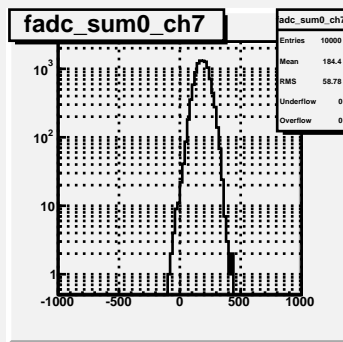 fadc_sum0_ch7
adc_sum0_ch7
Entries 10000
Mean 184.4
RMS 58.78
Underflow 0
Overflow 0
10³
10²
10
1
-1000 -500 0 500 1000